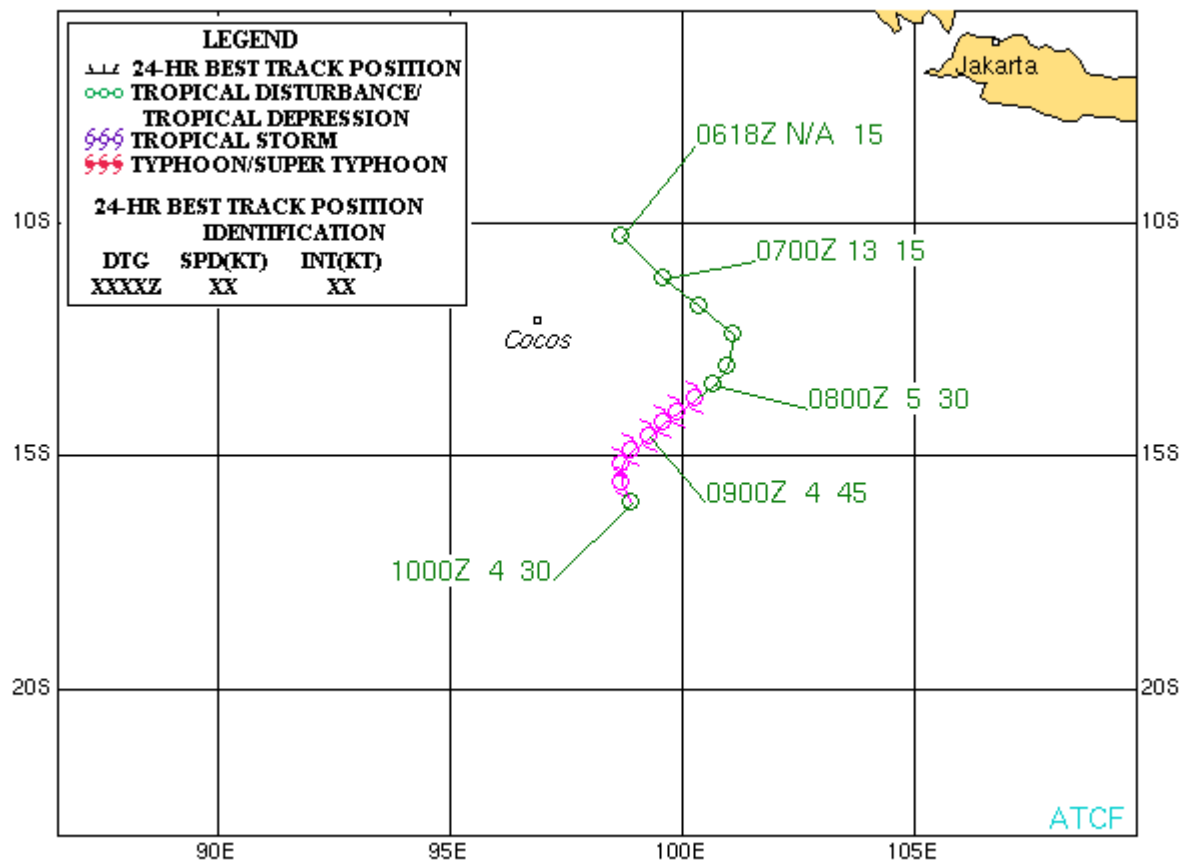 LEGEND
24-HR BEST TRACK POSITION
TROPICAL DISTURBANCE/
TROPICAL DEPRESSION
TROPICAL STORM
TYPHOON/SUPER TYPHOON
24-HR BEST TRACK POSITION
IDENTIFICATION
DTG SPD(KT) INT(KT)
XXXXZ XX XX
Jakarta
0618Z N/A 15
10S 10S
0700Z 13 15
Cocos
0800Z 5 30
15S 15S
0900Z 4 45
1000Z 4 30
20S 20S
ATCF
90E 95E 100E 105E